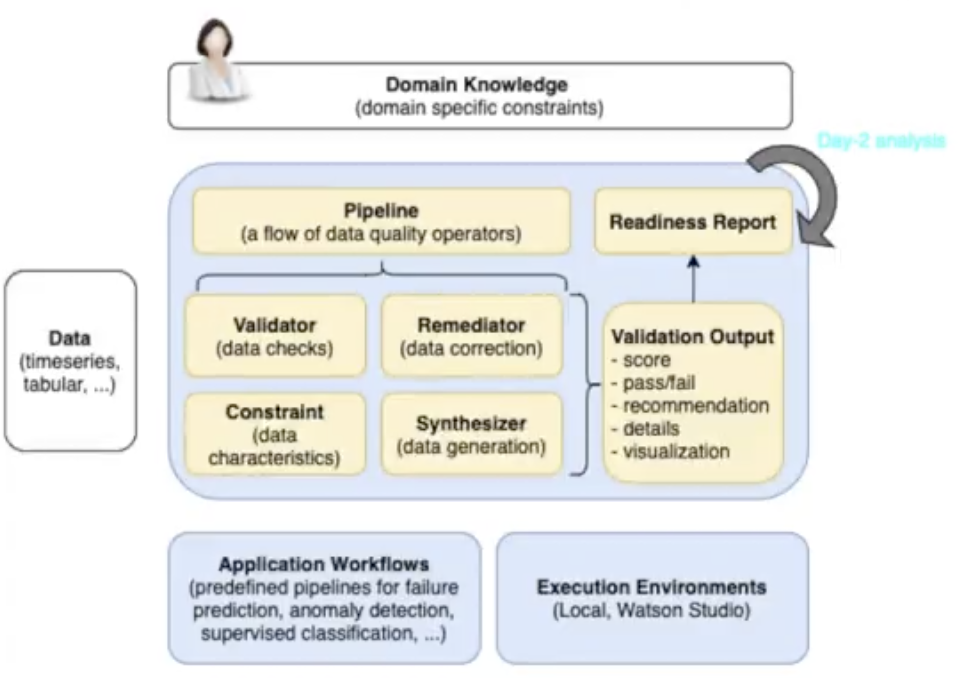 Domain Knowledge
(domain specific constraints)
Day-2 analysis
Pipeline
(a flow of data quality operators)
Readiness Report
Data
(timeseries,
tabular, ...)
Validator
(data checks)
Remediator
(data correction)
Constraint
(data
characteristics)
Synthesizer
(data generation)
Validation Output
- score
- pass/fail
- recommendation
- details
- visualization
Application Workflows
(predefined pipelines for failure
prediction, anomaly detection,
supervised classification, ...)
Execution Environments
(Local, Watson Studio)